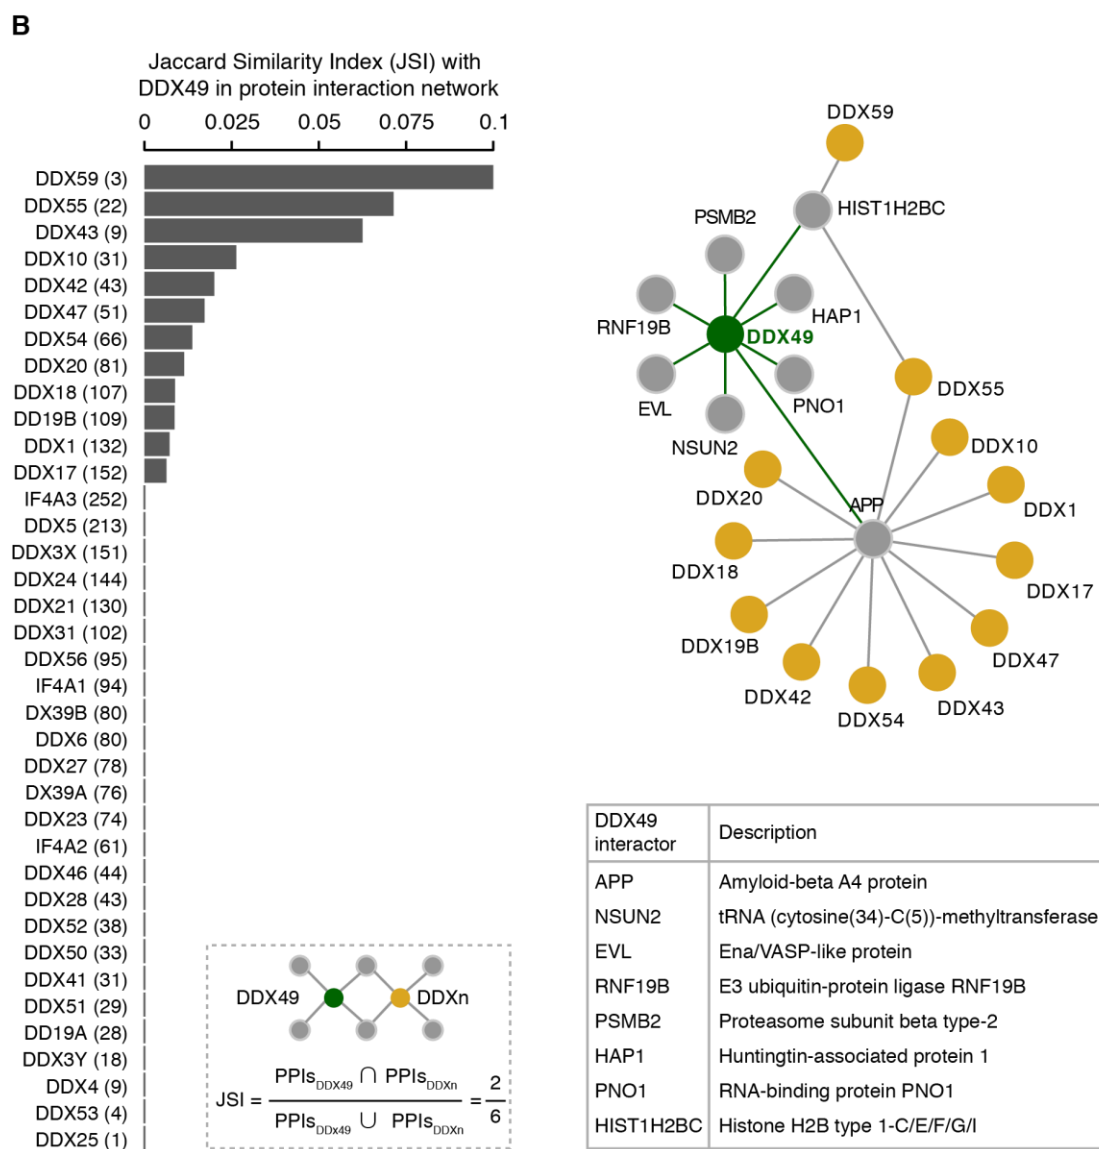 B
Jaccard Similarity Index (JSI) with
DDX49 in protein interaction network
0 0.025 0.05 0.075 0.1
DDX59 (3)
DDX55 (22)
DDX43 (9)
DDX10 (31)
DDX42 (43)
DDX47 (51)
DDX54 (66)
DDX20 (81)
DDX18 (107)
DD19B (109)
DDX1 (132)
DDX17 (152)
IF4A3 (252)
DDX5 (213)
DDX3X (151)
DDX24 (144)
DDX21 (130)
DDX31 (102)
DDX56 (95)
IF4A1 (94)
DX39B (80)
DDX6 (80)
DDX27 (78)
DX39A (76)
DDX23 (74)
IF4A2 (61)
DDX46 (44)
DDX28 (43)
DDX52 (38)
DDX50 (33)
DDX41 (31)
DDX51 (29)
DD19A (28)
DDX3Y (18)
DDX4 (9)
DDX53 (4)
DDX25 (1)
DDX49 DDXn
PPIsDDX49 ∩ PPIsDDXn 2
JSI = =
PPIsDDx49 ∪ PPIsDDXn 6
DDX59
HIST1H2BC
PSMB2
HAP1
RNF19B
DDX49
EVL
PNO1
NSUN2
DDX55
DDX10
DDX20
APP
DDX1
DDX18
DDX17
DDX19B
DDX47
DDX42
DDX54
DDX43
DDX49
interactor
Description
APP Amyloid-beta A4 protein
NSUN2 tRNA (cytosine(34)-C(5))-methyltransferase
EVL Ena/VASP-like protein
RNF19B E3 ubiquitin-protein ligase RNF19B
PSMB2 Proteasome subunit beta type-2
HAP1 Huntingtin-associated protein 1
PNO1 RNA-binding protein PNO1
HIST1H2BC Histone H2B type 1-C/E/F/G/I